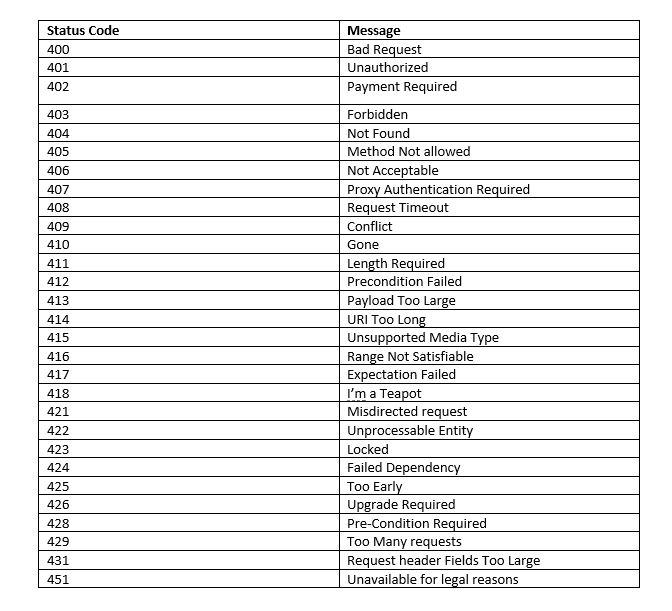 Status Code Message
400 Bad Request
401 Unauthorized
402 Payment Required
403 Forbidden
404 Not Found
405 Method Not allowed
406 Not Acceptable
407 Proxy Authentication Required
408 Request Timeout
409 Conflict
410 Gone
411 Length Required
412 Precondition Failed
413 Payload Too Large
414 URI Too Long
415 Unsupported Media Type
416 Range Not Satisfiable
417 Expectation Failed
418 I’m a Teapot
421 Misdirected request
422 Unprocessable Entity
423 Locked
424 Failed Dependency
425 Too Early
426 Upgrade Required
428 Pre-Condition Required
429 Too Many requests
431 Request header Fields Too Large
451 Unavailable for legal reasons